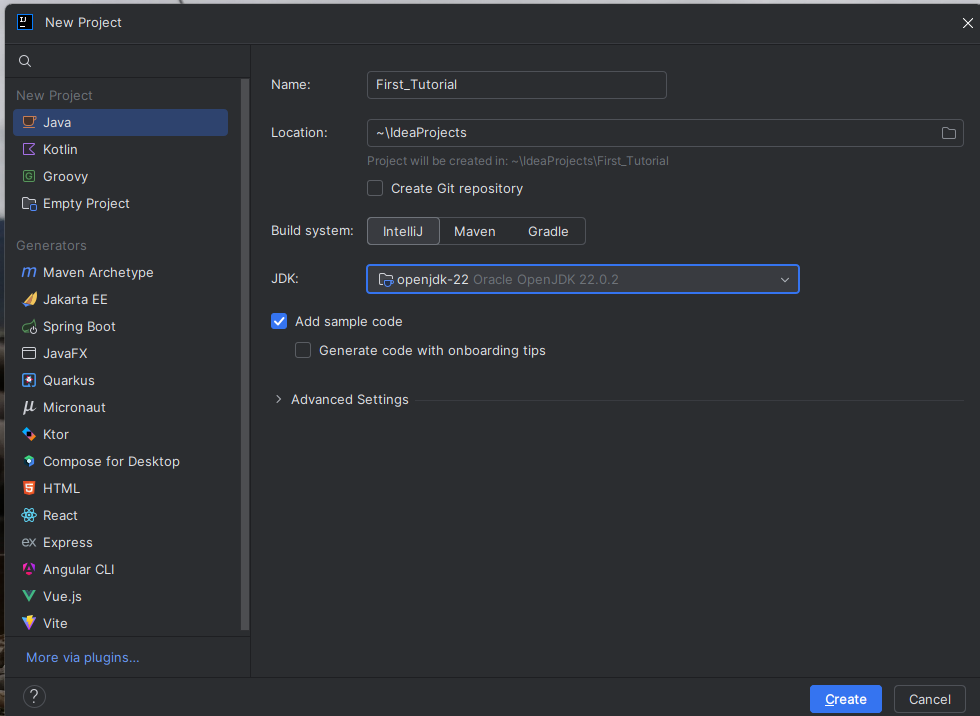 New Project
New Project
Java
Kotlin
Groovy
Empty Project
Generators
Maven Archetype
Jakarta EE
Spring Boot
JavaFX
Quarkus
Micronaut
Ktor
Compose for Desktop
HTML
React
ex Express
Angular CLI
Vue.js
Vite
More via plugins...
Name: First_Tutorial
Location: ~\IdeaProjects
Project will be created in: ~\IdeaProjects\First_Tutorial
Create Git repository
Build system: IntelliJ Maven Gradle
JDK: openjdk-22 Oracle OpenJDK 22.0.2
Add sample code
Generate code with onboarding tips
Advanced Settings
? Create Cancel